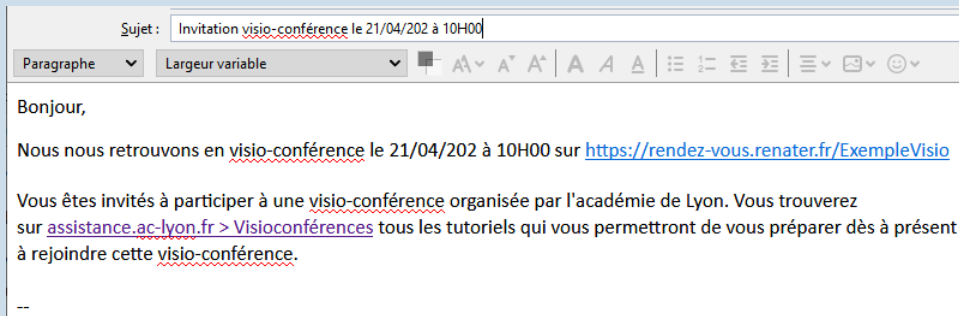 Sujet : Invitation visio-conférence le 21/04/202 à 10H00
Paragraphe Largeur variable
Bonjour,
Nous nous retrouvons en visio-conférence le 21/04/202 à 10H00 sur https://rendez-vous.renater.fr/ExempleVisio
Vous êtes invités à participer à une visio-conférence organisée par l'académie de Lyon. Vous trouverez
sur assistance.ac-lyon.fr > Visioconférences tous les tutoriels qui vous permettront de vous préparer dès à présent
à rejoindre cette visio-conférence.
--